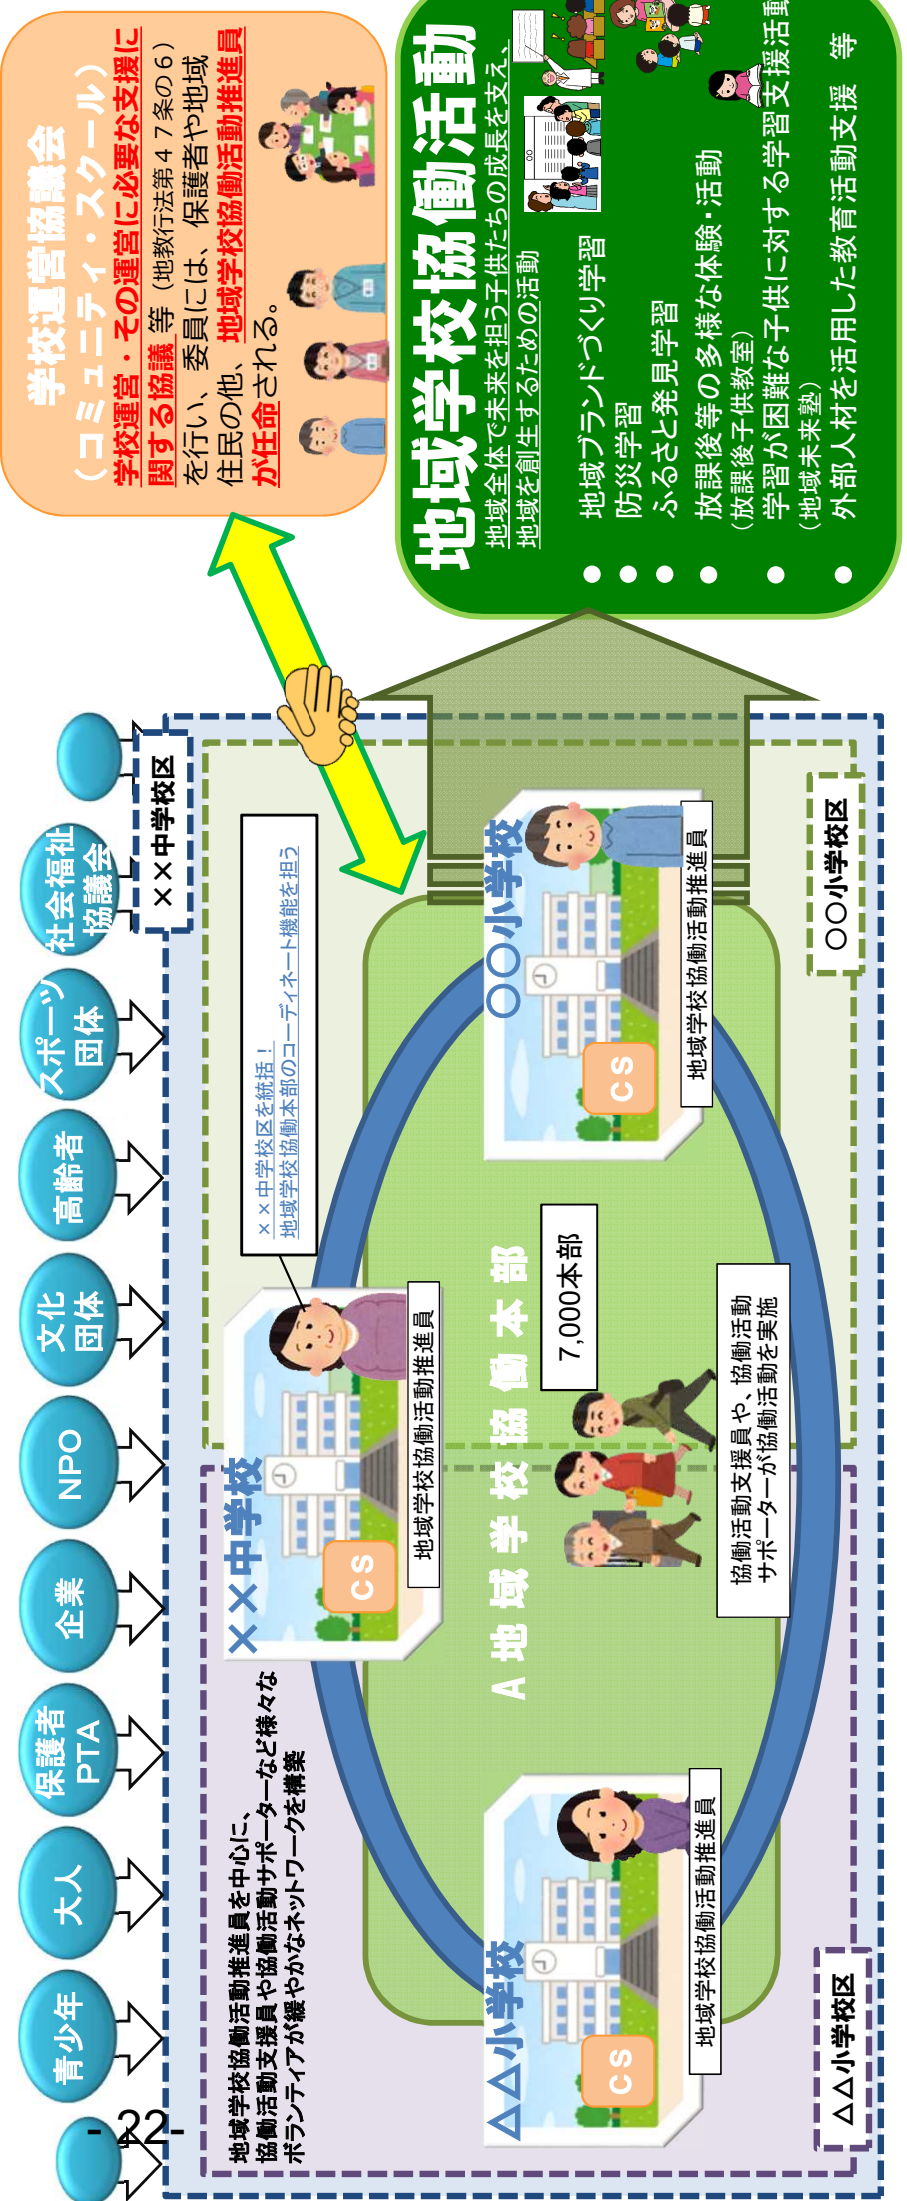 青少年
大人
保護者
PTA
企業
NPO
文化
団体
高齢者
スポーツ
団体
社会福祉
協議会
××中学校区
地域学校協働活動推進員を中心に、
協働活動支援員や協働活動サポーターなど様々な
ボランティアが緩やかなネットワークを構築
××中学校
CS
地域学校協働活動推進員
××中学校区を統括！
地域学校協働本部のコーディネート機能を担う
△△小学校
CS
地域学校協働活動推進員
A 地域学校協働本部
7,000本部
協働活動支援員や、協働活動
サポーターが協働活動を実施
〇〇小学校
CS
地域学校協働活動推進員
△△小学校区
〇〇小学校区
学校運営協議会
（コミュニティ・スクール）
学校運営・その運営に必要な支援に
関する協議 等（地教行法第４７条の６）
を行い、委員には、保護者や地域
住民の他、地域学校協働活動推進員
が任命される。
地域学校協働活動
地域全体で未来を担う子供たちの成長を支え、
地域を創生するための活動
● 地域ブランドづくり学習
● 防災学習
● ふるさと発見学習
● 放課後等の多様な体験・活動
（放課後子供教室）
● 学習が困難な子供に対する学習支援活動
（地域未来塾）
● 外部人材を活用した教育活動支援　等
- 22-